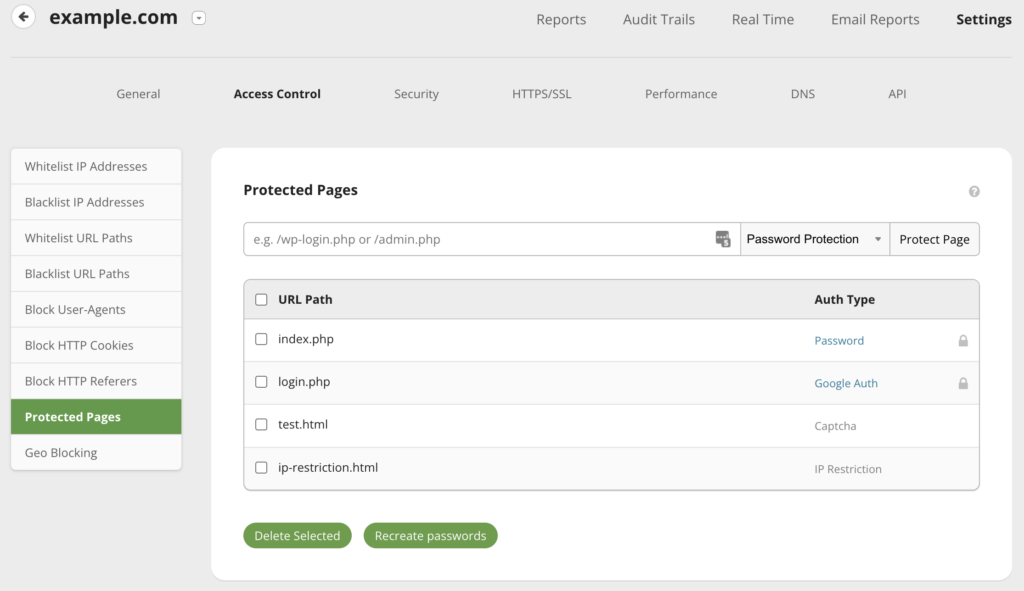 example.com
Reports Audit Trails Real Time Email Reports Settings
General Access Control Security HTTPS/SSL Performance DNS API
Whitelist IP Addresses
Blacklist IP Addresses
Whitelist URL Paths
Blacklist URL Paths
Block User-Agents
Block HTTP Cookies
Block HTTP Referers
Protected Pages
Geo Blocking
Protected Pages
e.g. /wp-login.php or /admin.php Password Protection Protect Page
URL Path Auth Type
index.php Password
login.php Google Auth
test.html Captcha
ip-restriction.html IP Restriction
Delete Selected Recreate passwords